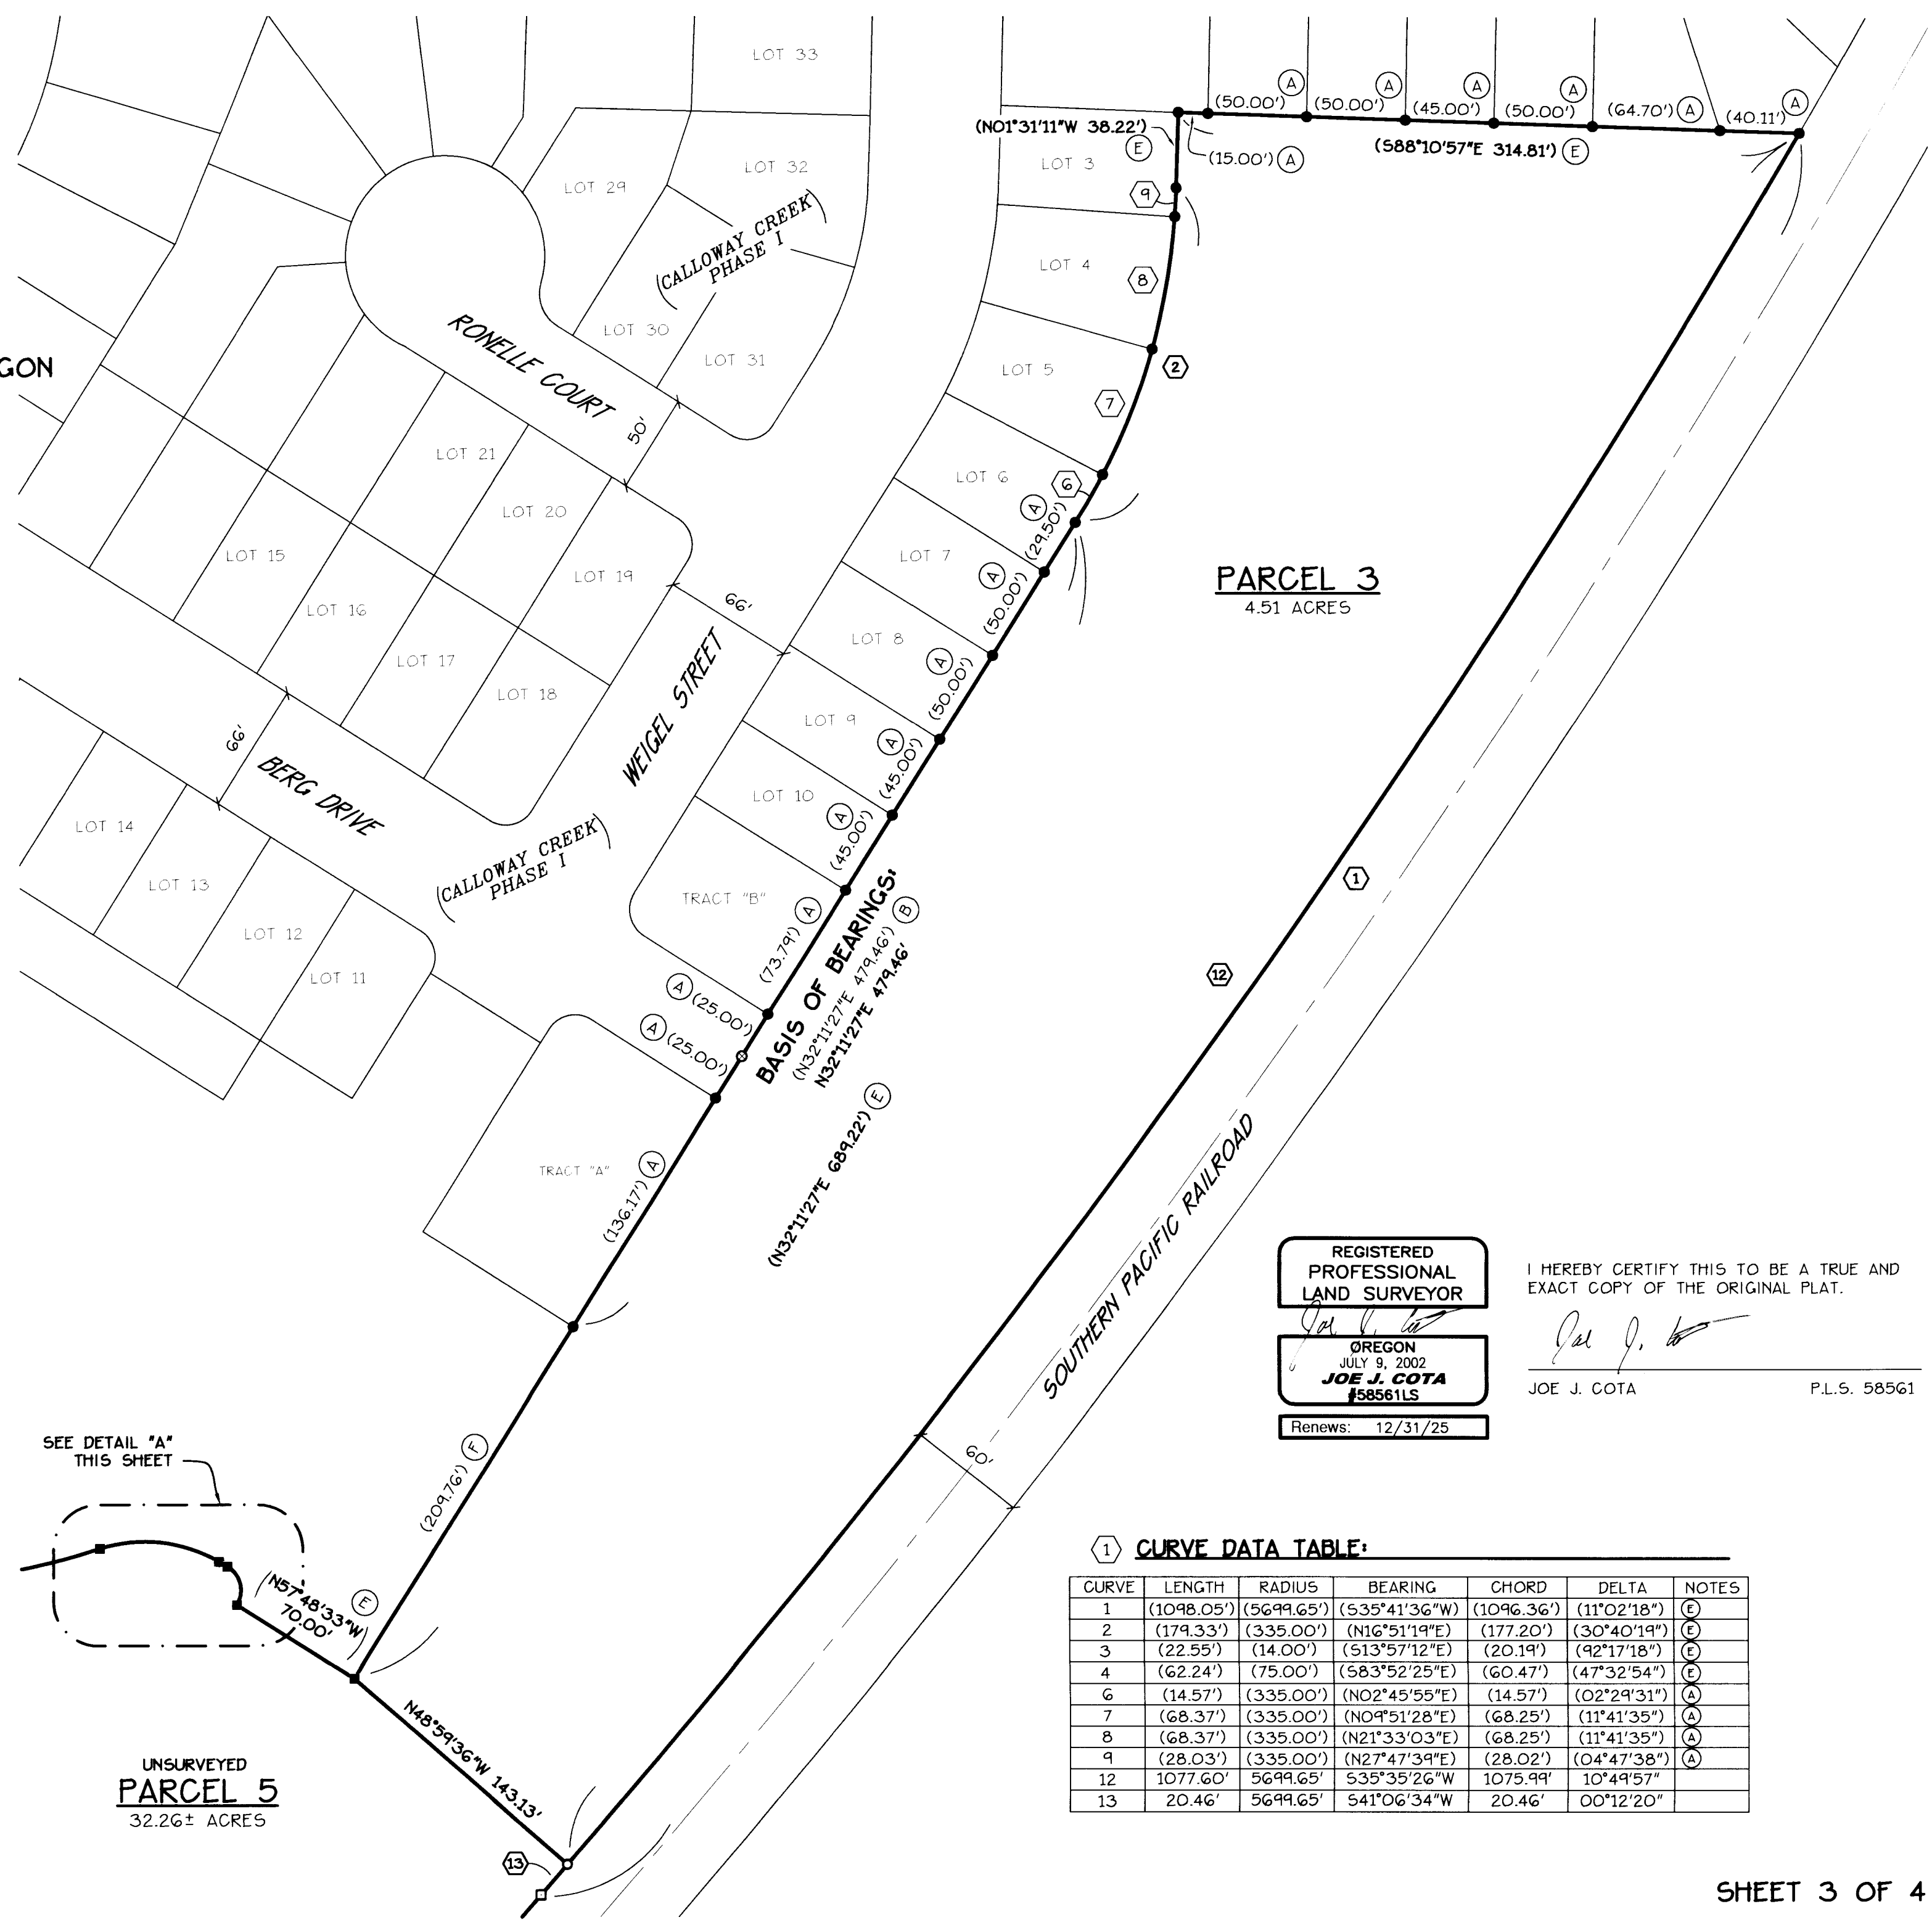 LOT 33
(50.00') A
(50.00') A
(45.00') A
(50.00') A
(64.70') A
(40.11') A
(N01°31'11"W 38.22')
E
(15.00') A
(S88°10'57"E 314.81') E
LOT 32
LOT 29
LOT 3
9
(CALLOWAY CREEK
PHASE I)
LOT 4
8
RONELLE COURT
LOT 30
LOT 31
GON
LOT 5
2
7
50'
LOT 21
LOT 6
6
A
(29.50')
LOT 20
LOT 15
LOT 7
A
(50.00')
LOT 19
PARCEL 3
4.51 ACRES
LOT 16
66'
LOT 8
A
(50.00')
LOT 17
LOT 18
WEIGEL STREET
LOT 9
A
(45.00')
66'
BERG DRIVE
LOT 10
A
(45.00')
LOT 14
(CALLOWAY CREEK
PHASE I)
LOT 13
1
TRACT "B"
(73.79') A
BASIS OF BEARINGS:
(N32°11'27"E 479.46') B
N32°11'27"E 479.46'
LOT 12
LOT 11
12
A (25.00')
A (25.00')
(N32°11'27"E 689.22') E
TRACT "A"
(136.17') A
SOUTHERN PACIFIC RAILROAD
REGISTERED
PROFESSIONAL
LAND SURVEYOR
OREGON
JULY 9, 2002
JOE J. COTA
#58561LS
Renews: 12/31/25
I HEREBY CERTIFY THIS TO BE A TRUE AND
EXACT COPY OF THE ORIGINAL PLAT.
JOE J. COTA P.L.S. 58561
SEE DETAIL "A"
THIS SHEET
(209.76') F
60'
(N57°48'33"W
70.00') E
N48°59'36"W 143.13'
UNSURVEYED
PARCEL 5
32.26± ACRES
13
1 CURVE DATA TABLE:
CURVE LENGTH RADIUS BEARING CHORD DELTA NOTES
1 (1098.05') (5699.65') (S35°41'36"W) (1096.36') (11°02'18") E
2 (179.33') (335.00') (N16°51'19"E) (177.20') (30°40'19") E
3 (22.55') (14.00') (S13°57'12"E) (20.19') (92°17'18") E
4 (62.24') (75.00') (S83°52'25"E) (60.47') (47°32'54") E
6 (14.57') (335.00') (N02°45'55"E) (14.57') (02°29'31") A
7 (68.37') (335.00') (N09°51'28"E) (68.25') (11°41'35") A
8 (68.37') (335.00') (N21°33'03"E) (68.25') (11°41'35") A
9 (28.03') (335.00') (N27°47'39"E) (28.02') (04°47'38") A
12 1077.60' 5699.65' S35°35'26"W 1075.99' 10°49'57"
13 20.46' 5699.65' S41°06'34"W 20.46' 00°12'20"
SHEET 3 OF 4